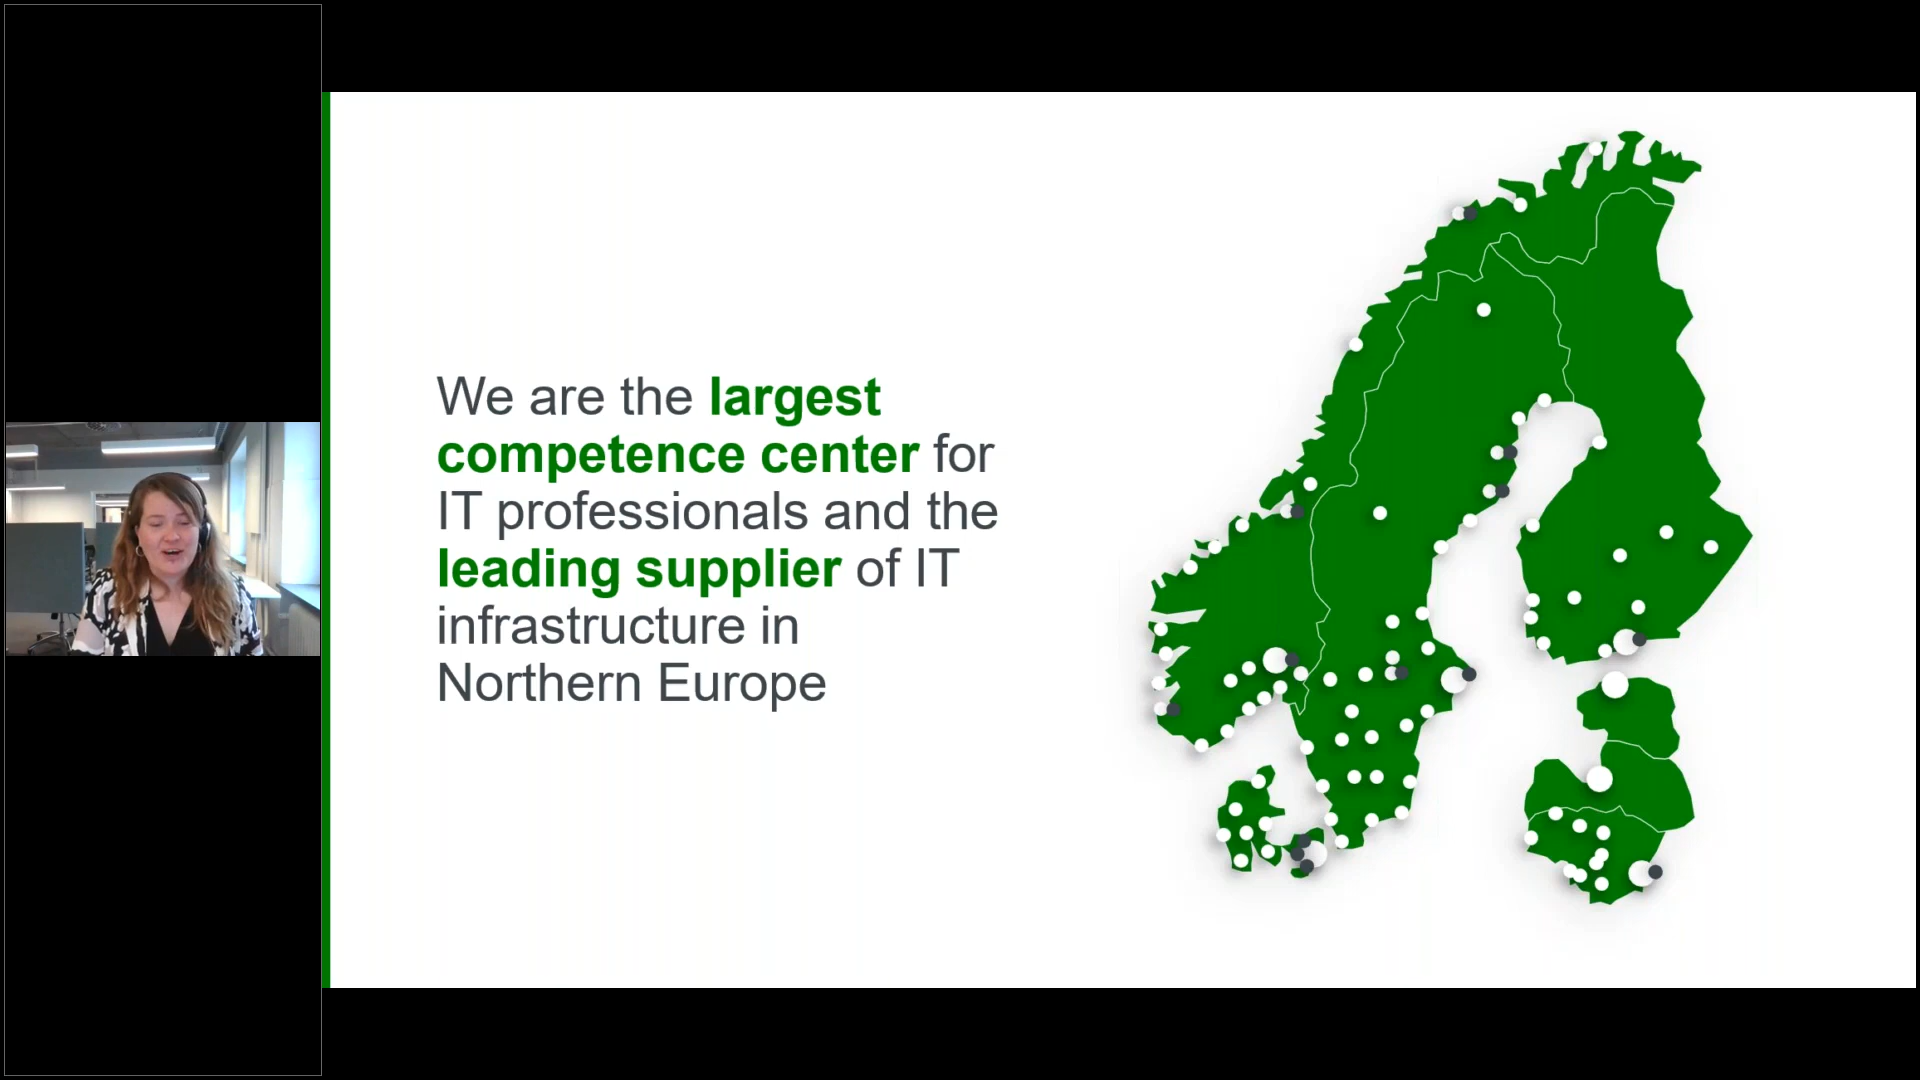 We are the largest
competence center for
IT professionals and the
leading supplier of IT
infrastructure in
Northern Europe